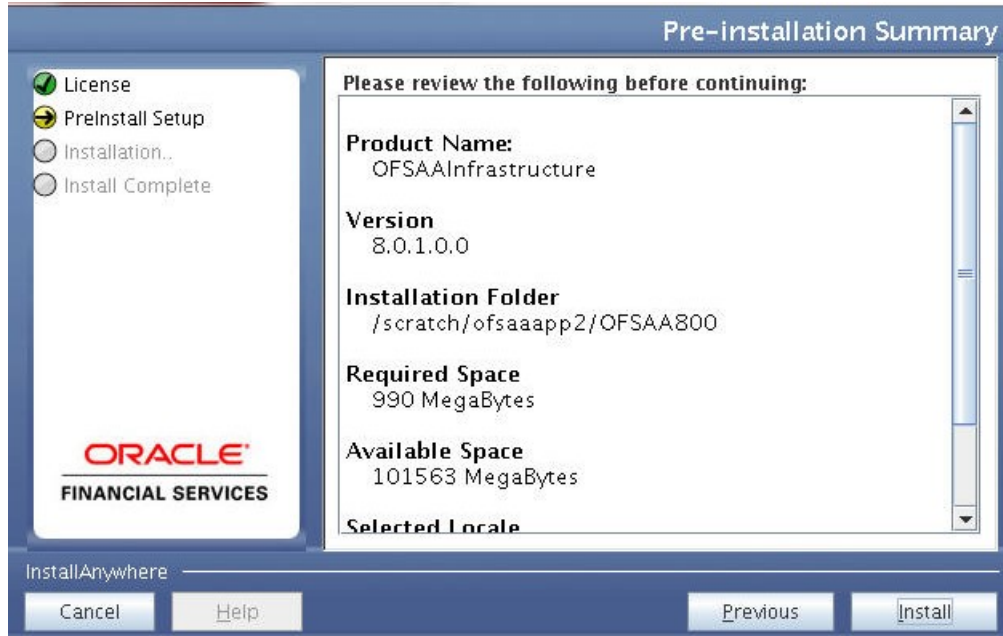 Pre-installation Summary
License
PreInstall Setup
Installation..
Install Complete
ORACLE
FINANCIAL SERVICES
Please review the following before continuing:
Product Name:
OFSAAInfrastructure
Version
8.0.1.0.0
Installation Folder
/scratch/ofsaaapp2/OFSAA800
Required Space
990 MegaBytes
Available Space
101563 MegaBytes
Selected Locale
InstallAnywhere
Cancel
Help
Previous
Install